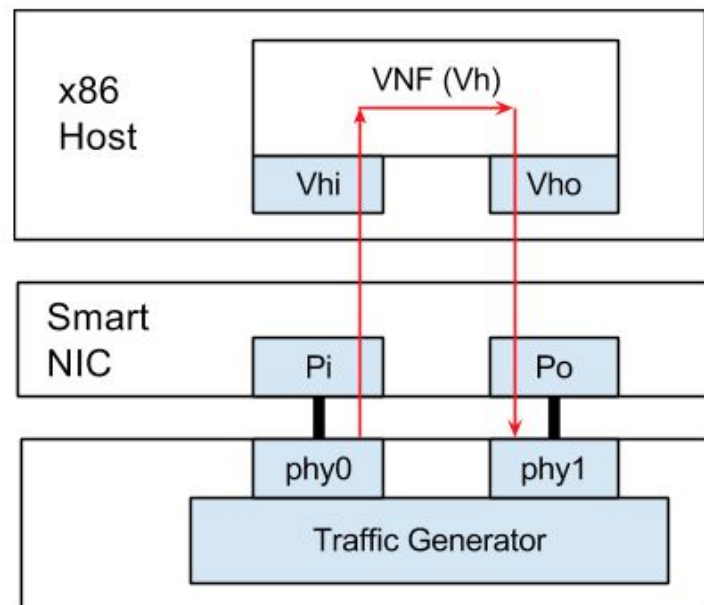 x86
Host
VNF (Vh)
Vhi
Vho
Smart
NIC
Pi
Po
phy0
phy1
Traffic Generator